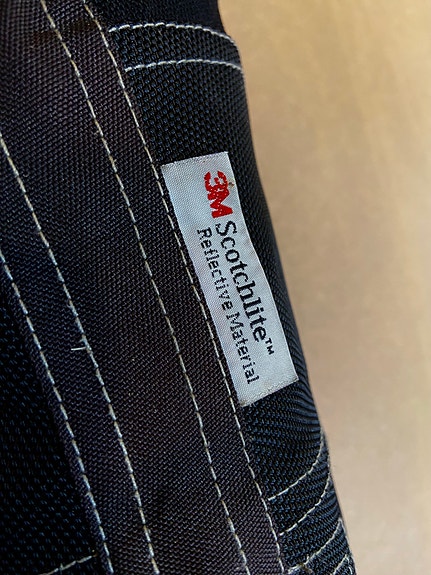 3M
Scotchlite™
Reflective Material